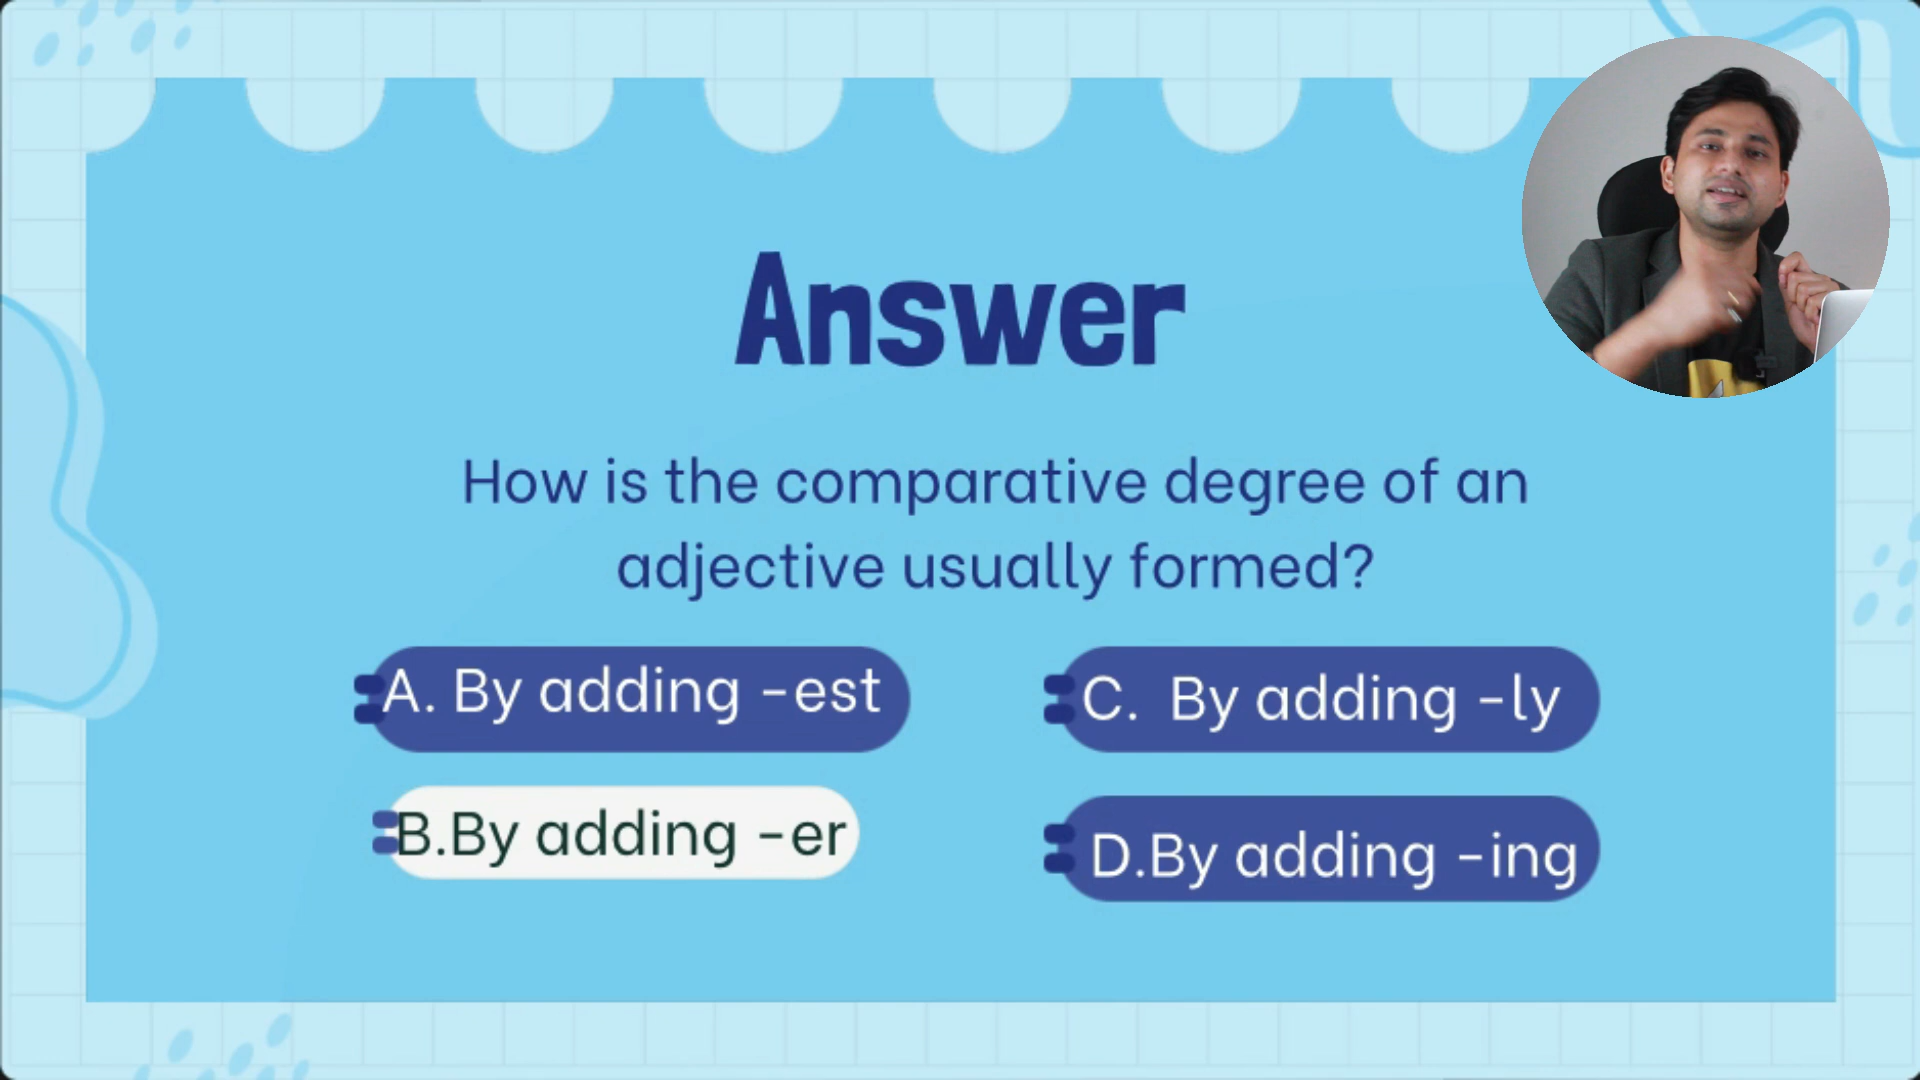 Answer
How is the comparative degree of an
adjective usually formed?
A. By adding -est
B.By adding -er
C. By adding -ly
D.By adding -ing